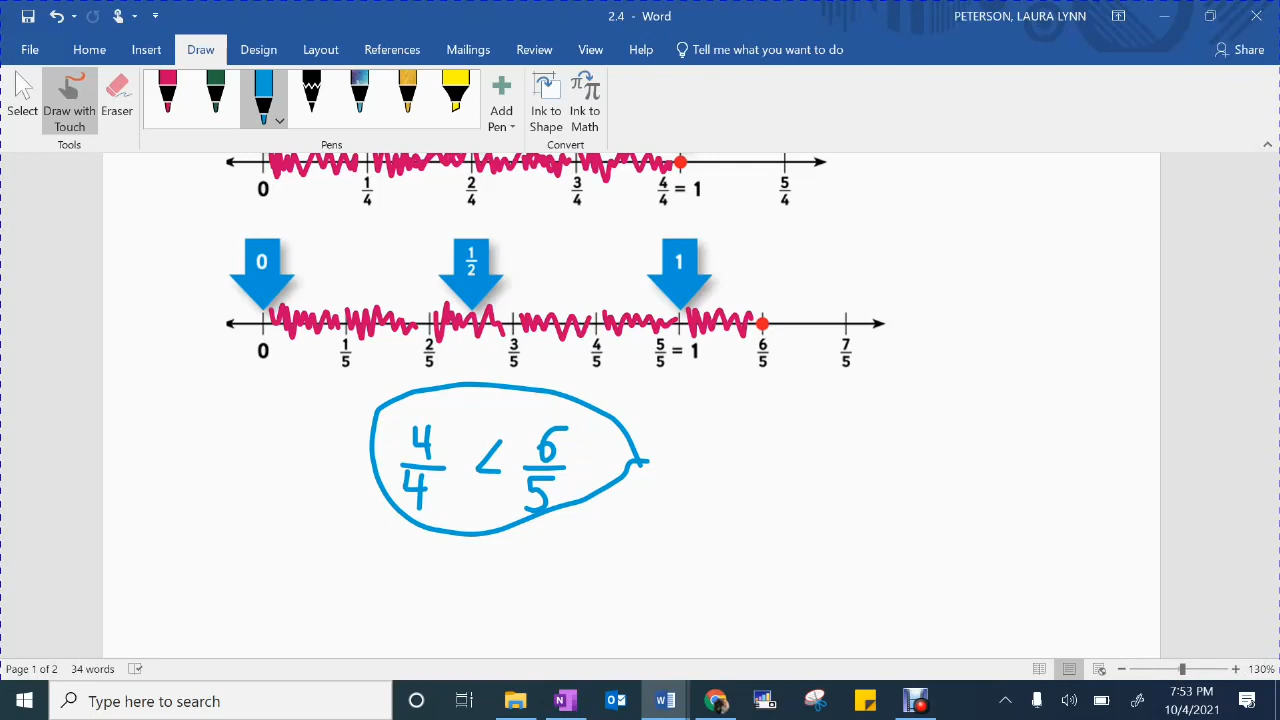 2.4 - Word
PETERSON, LAURA LYNN
File Home Insert Draw Design Layout References Mailings Review View Help Tell me what you want to do Share
Select Draw with Touch Eraser Add Pen Ink to Shape Ink to Math
Tools Pens Convert
0 1/4 2/4 3/4 4/4 = 1 5/4
0 1/2 1
0 1/5 2/5 3/5 4/5 5/5 = 1 6/5 7/5
4/4 < 6/5
Page 1 of 2 34 words 130%
Type here to search
7:53 PM
10/4/2021